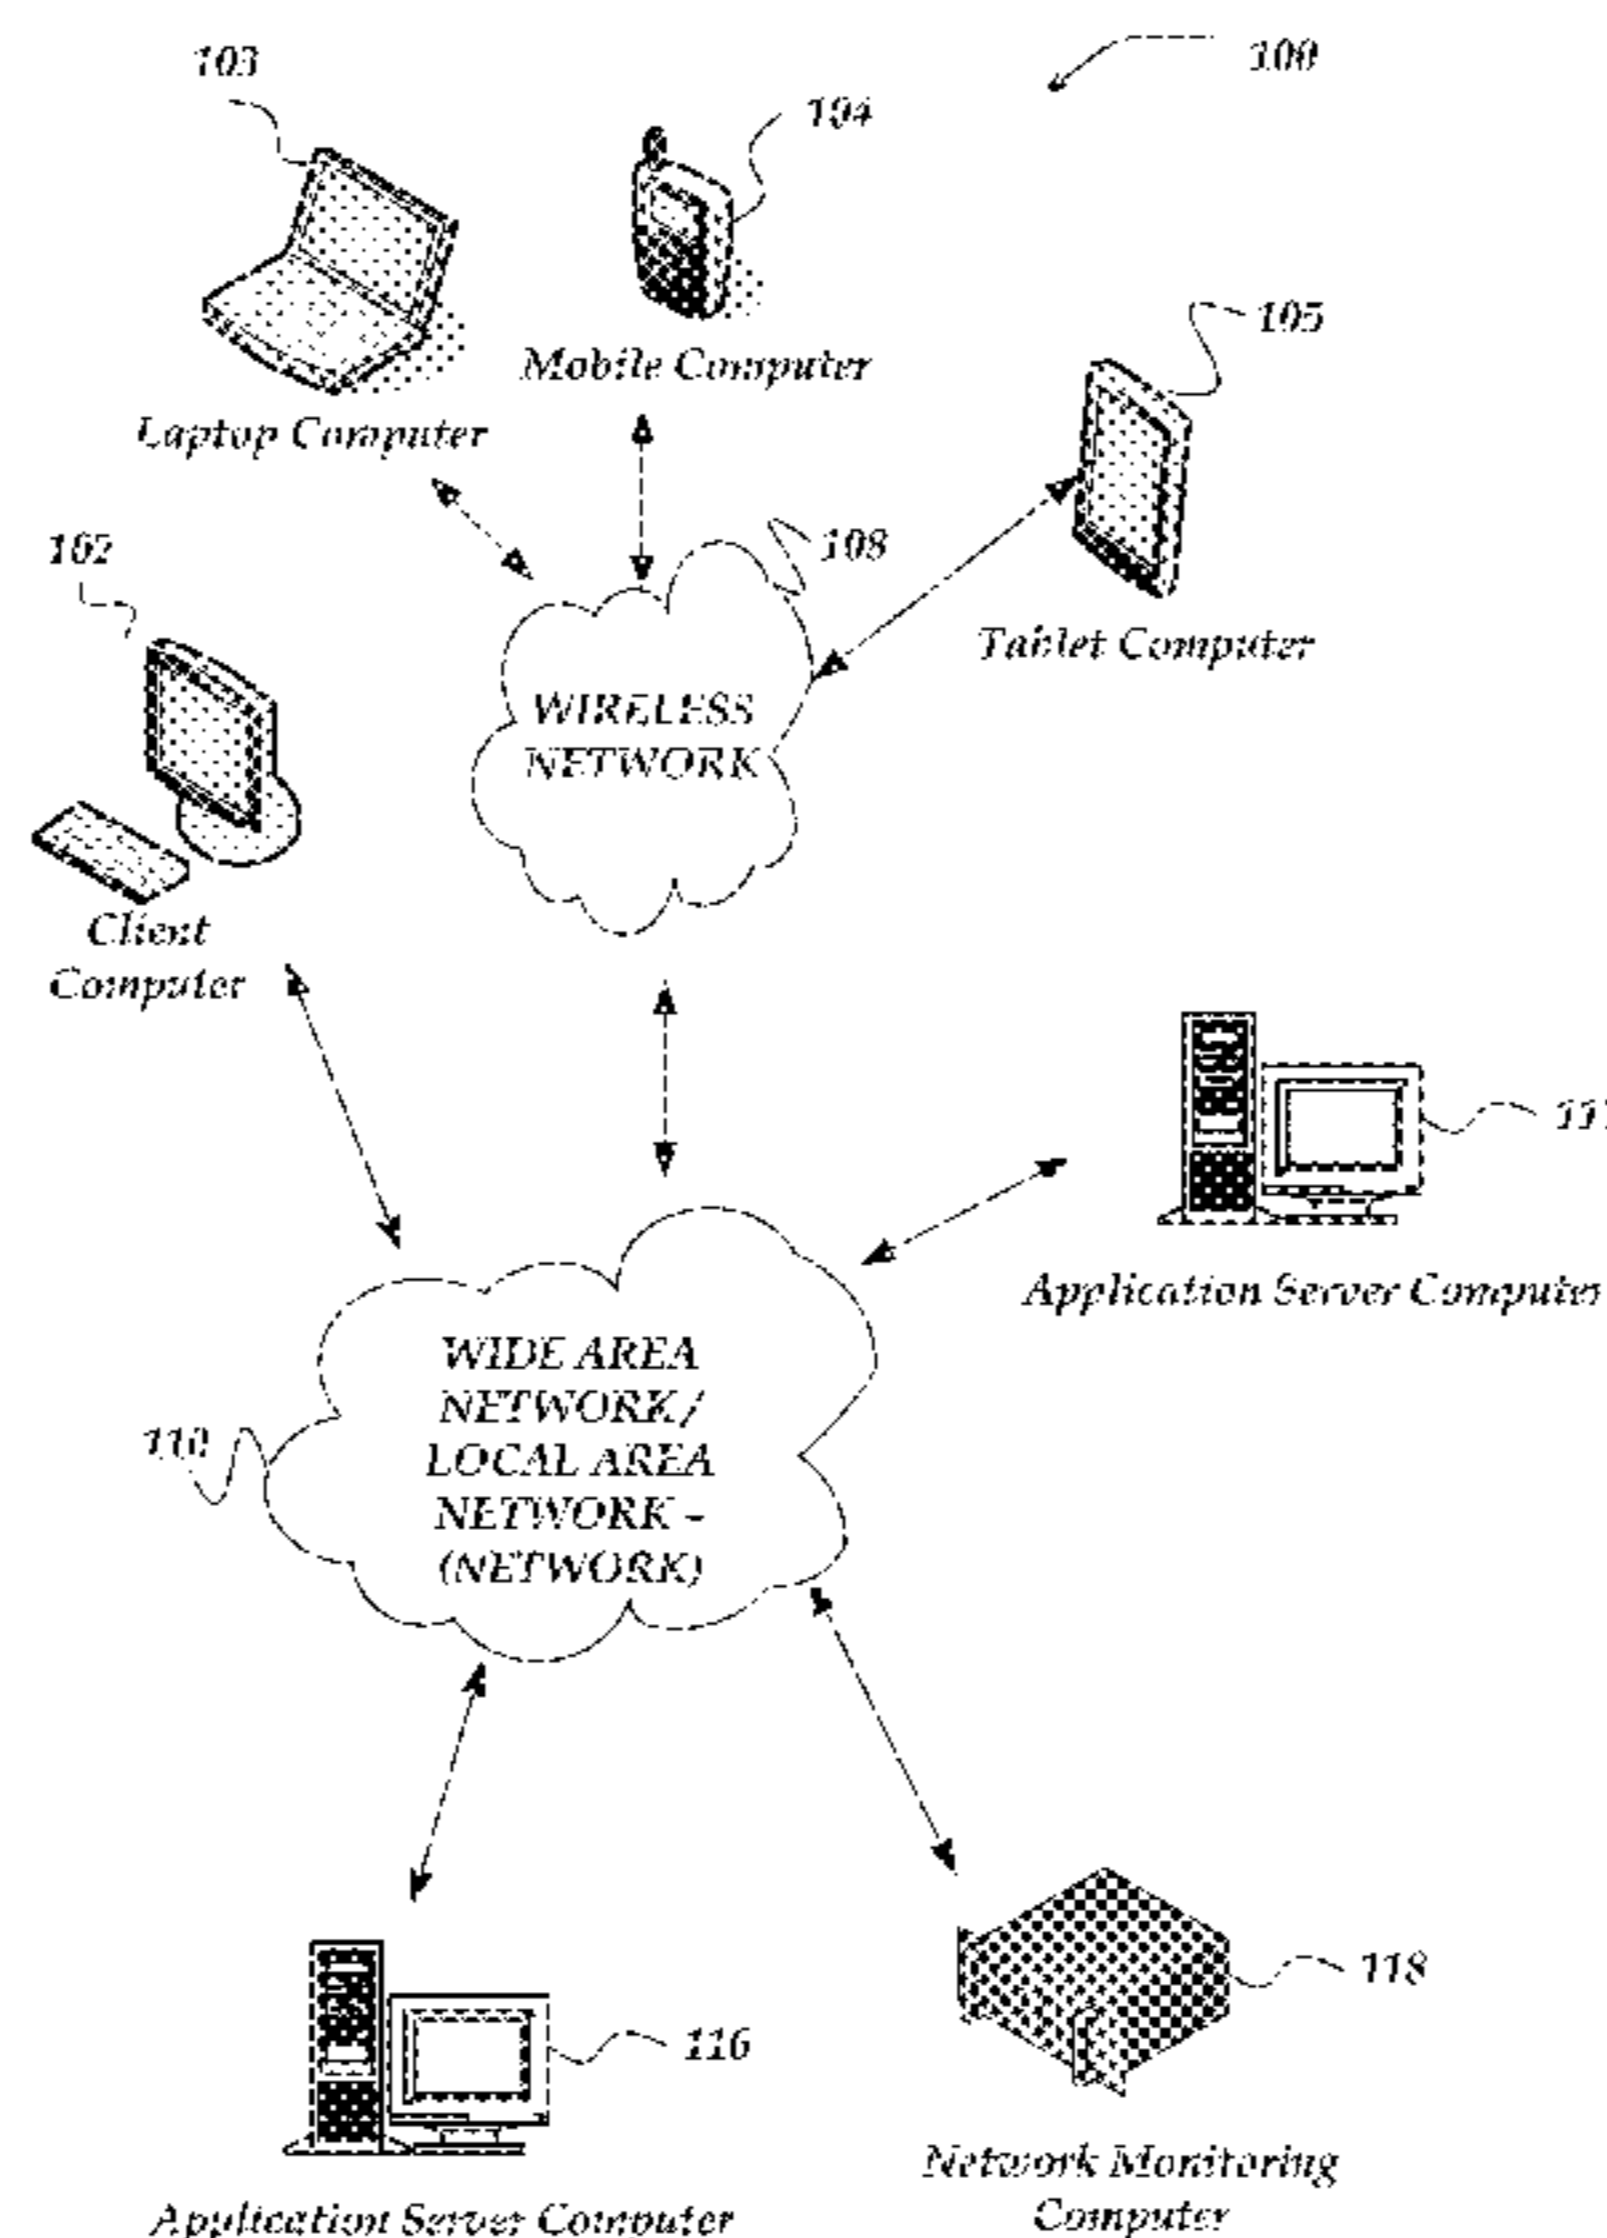 103
100
104
105
Mobile Computer
Laptop Computer
102
108
Tablet Computer
WIRELESS
NETWORK
Client
Computer
Application Server Computer
WIDE AREA
NETWORK/
LOCAL AREA
NETWORK -
(NETWORK)
110
118
116
Network Monitoring
Computer
Application Server Computer